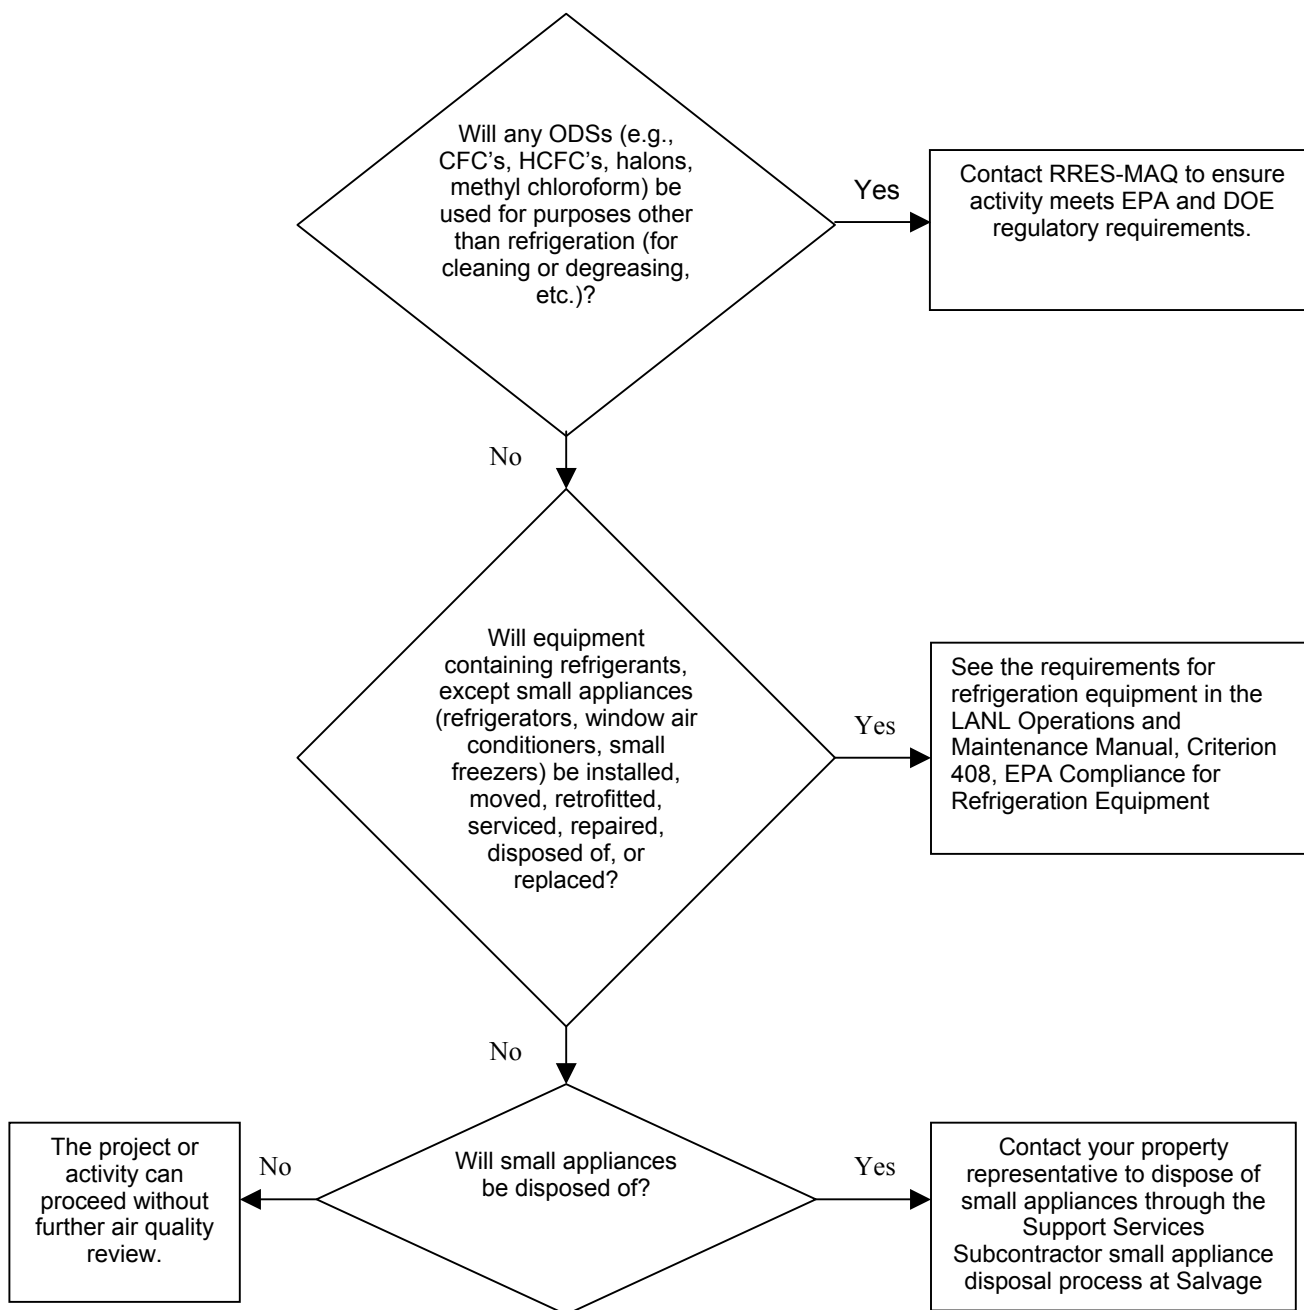 Will any ODSs (e.g.,
CFC's, HCFC's, halons,
methyl chloroform) be
used for purposes other
than refrigeration (for
cleaning or degreasing,
etc.)?
Yes
Contact RRES-MAQ to ensure
activity meets EPA and DOE
regulatory requirements.
No
Will equipment
containing refrigerants,
except small appliances
(refrigerators, window air
conditioners, small
freezers) be installed,
moved, retrofitted,
serviced, repaired,
disposed of, or
replaced?
Yes
See the requirements for
refrigeration equipment in the
LANL Operations and
Maintenance Manual, Criterion
408, EPA Compliance for
Refrigeration Equipment
No
The project or
activity can
proceed without
further air quality
review.
No
Will small appliances
be disposed of?
Yes
Contact your property
representative to dispose of
small appliances through the
Support Services
Subcontractor small appliance
disposal process at Salvage